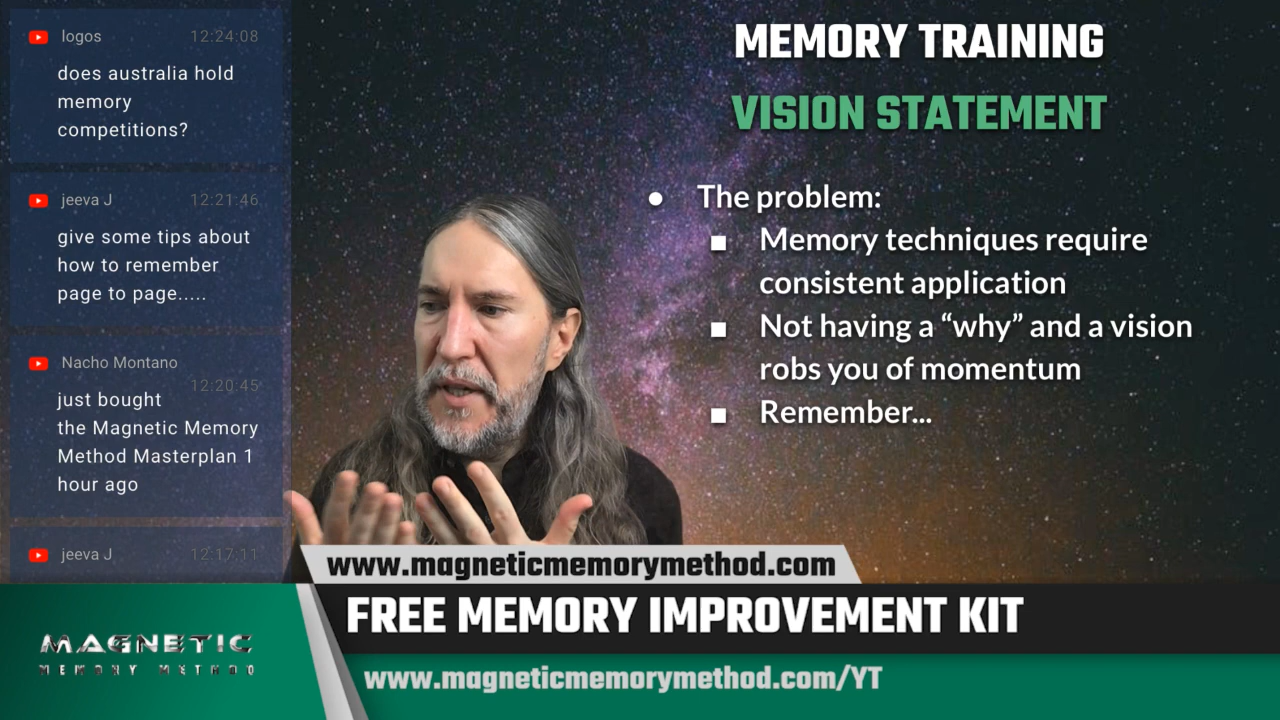 logos 12:24:08
does australia hold
memory
competitions?
jeeva J 12:21:46
give some tips about
how to remember
page to page.....
Nacho Montano
12:20:45
just bought
the Magnetic Memory
Method Masterplan 1
hour ago
jeeva J 12:17:11
MEMORY TRAINING
VISION STATEMENT
• The problem:
■ Memory techniques require
consistent application
■ Not having a “why” and a vision
robs you of momentum
■ Remember...
www.magneticmemorymethod.com
FREE MEMORY IMPROVEMENT KIT
www.magneticmemorymethod.com/YT
MAGNETIC
MEMORY METHOD